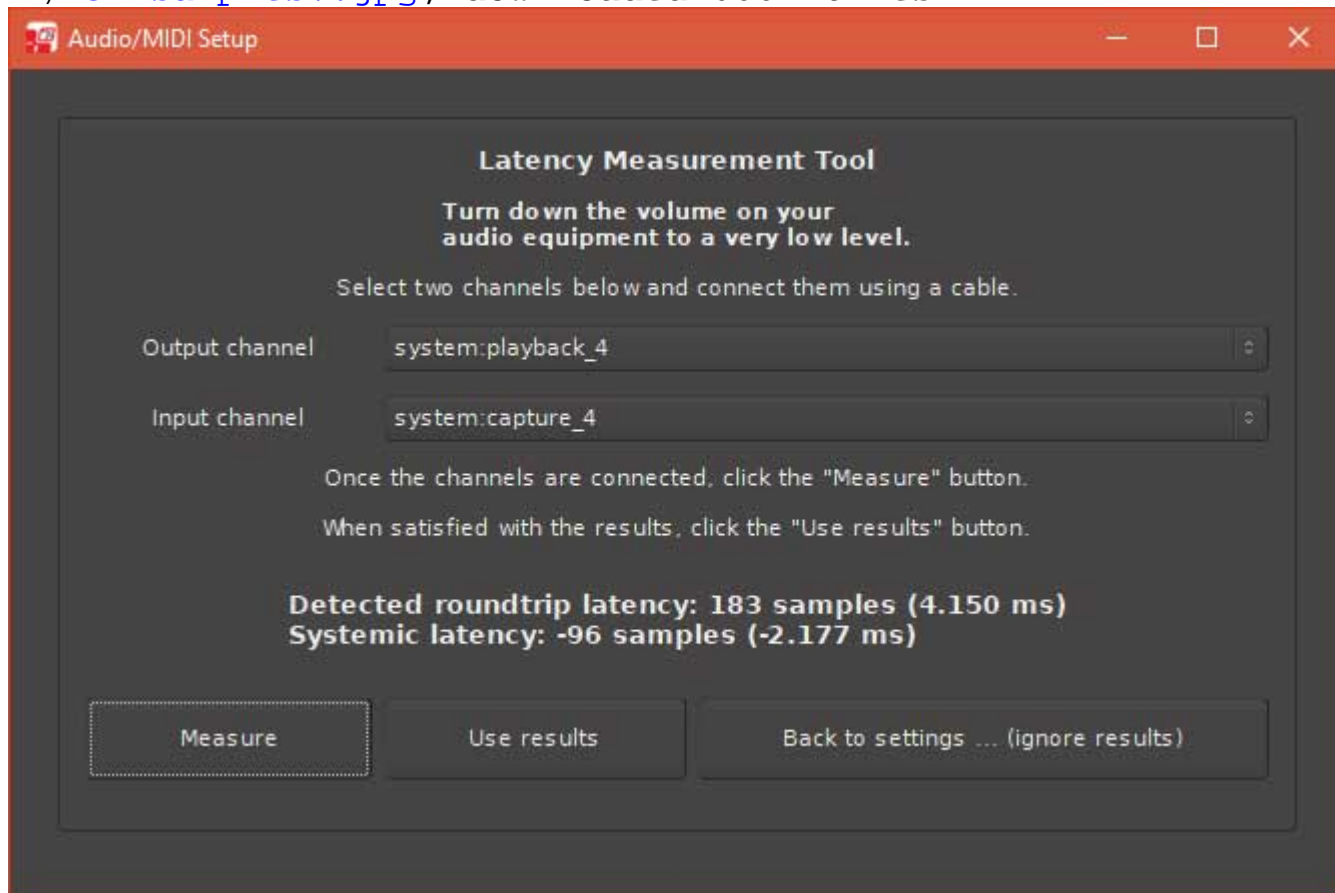 Audio/MIDI Setup
Latency Measurement Tool
Turn down the volume on your
audio equipment to a very low level.
Select two channels below and connect them using a cable.
Output channel system:playback_4
Input channel system:capture_4
Once the channels are connected, click the "Measure" button.
When satisfied with the results, click the "Use results" button.
Detected roundtrip latency: 183 samples (4.150 ms)
Systemic latency: -96 samples (-2.177 ms)
Measure Use results Back to settings ... (ignore results)